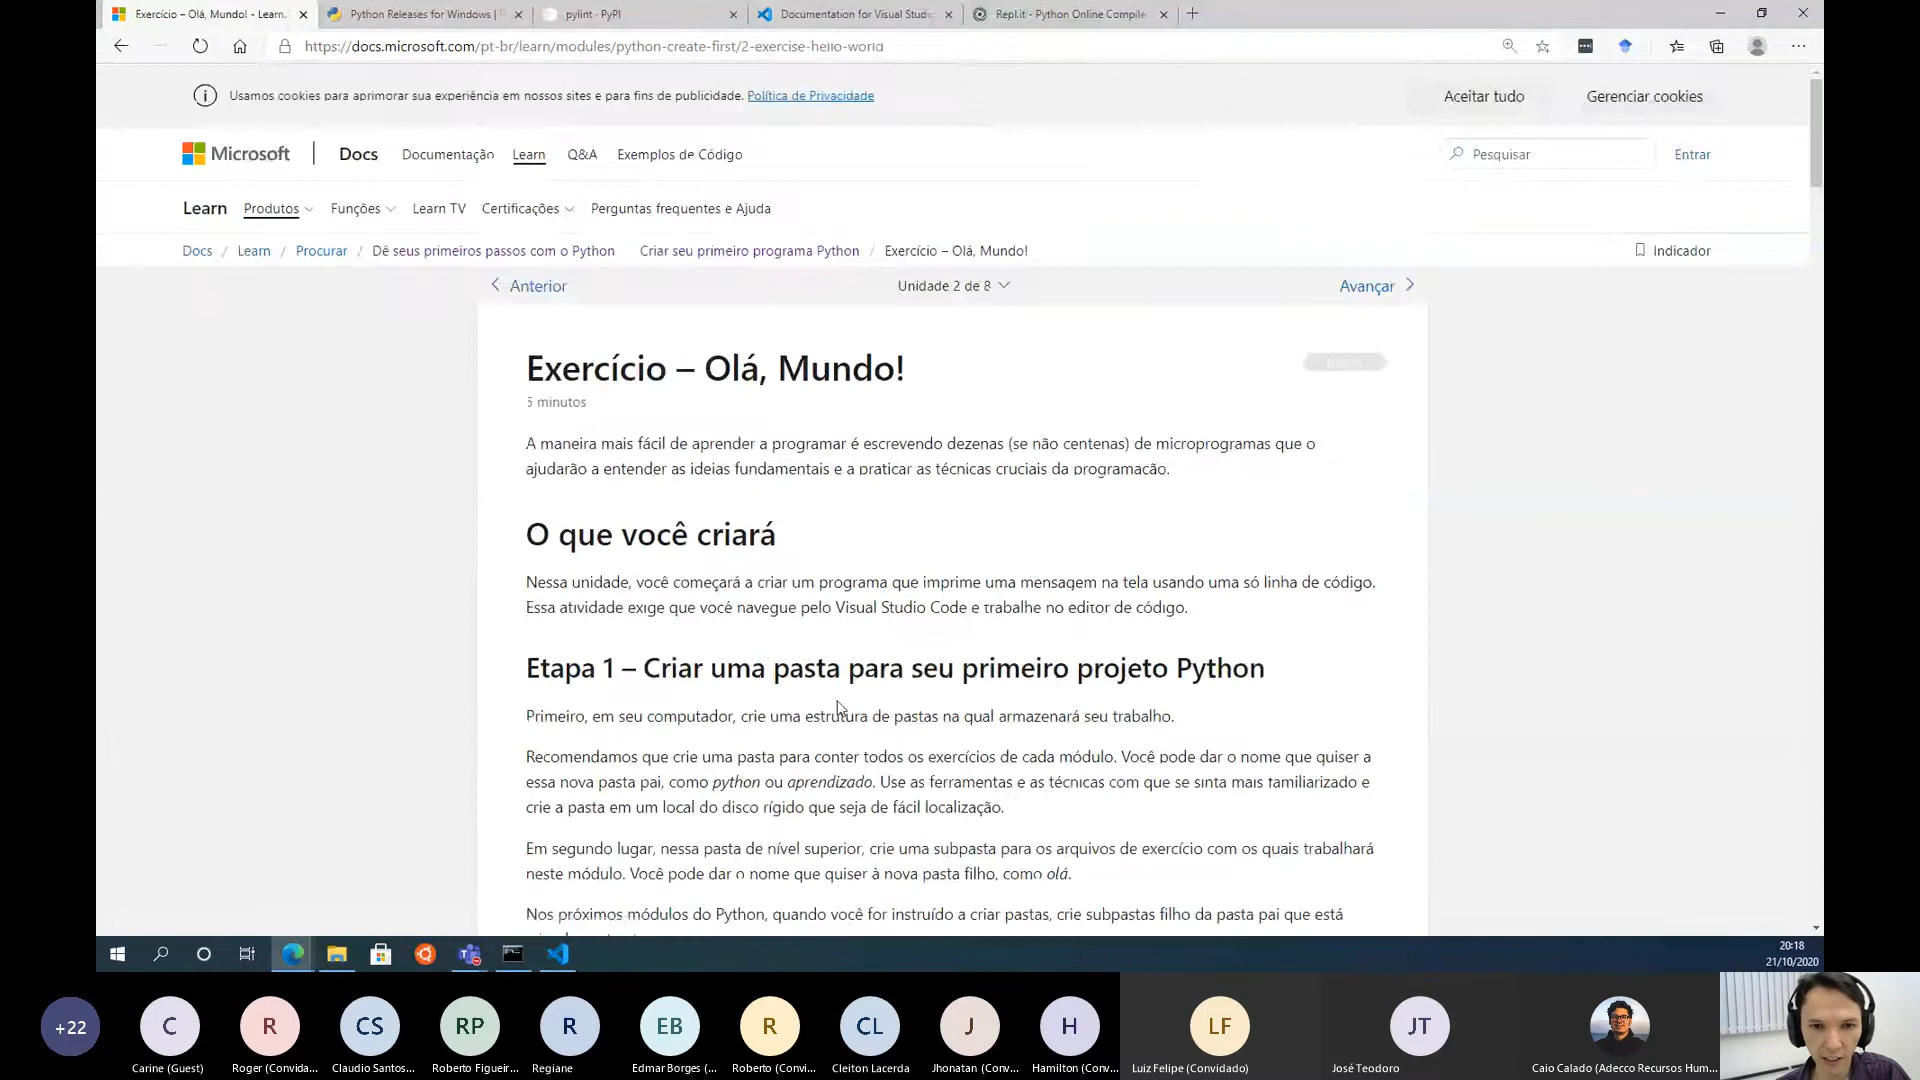 Exercício – Olá, Mundo! - Learn.
Python Releases for Windows |
pylint · PyPI
Documentation for Visual Studio
Repl.it - Python Online Compile
https://docs.microsoft.com/pt-br/learn/modules/python-create-first/2-exercise-hello-world
Usamos cookies para aprimorar sua experiência em nossos sites e para fins de publicidade. Política de Privacidade
Aceitar tudo
Gerenciar cookies
Microsoft
Docs
Documentação
Learn
Q&A
Exemplos de Código
Pesquisar
Entrar
Learn
Produtos
Funções
Learn TV
Certificações
Perguntas frequentes e Ajuda
Docs / Learn / Procurar / Dê seus primeiros passos com o Python Criar seu primeiro programa Python / Exercício – Olá, Mundo!
Indicador
Anterior
Unidade 2 de 8
Avançar
Exercício – Olá, Mundo!
5 minutos
A maneira mais fácil de aprender a programar é escrevendo dezenas (se não centenas) de microprogramas que o
ajudarão a entender as ideias fundamentais e a praticar as técnicas cruciais da programação.
O que você criará
Nessa unidade, você começará a criar um programa que imprime uma mensagem na tela usando uma só linha de código.
Essa atividade exige que você navegue pelo Visual Studio Code e trabalhe no editor de código.
Etapa 1 – Criar uma pasta para seu primeiro projeto Python
Primeiro, em seu computador, crie uma estrutura de pastas na qual armazenará seu trabalho.
Recomendamos que crie uma pasta para conter todos os exercícios de cada módulo. Você pode dar o nome que quiser a
essa nova pasta pai, como python ou aprendizado. Use as ferramentas e as técnicas com que se sinta mais familiarizado e
crie a pasta em um local do disco rígido que seja de fácil localização.
Em segundo lugar, nessa pasta de nível superior, crie uma subpasta para os arquivos de exercício com os quais trabalhará
neste módulo. Você pode dar o nome que quiser à nova pasta filho, como olá.
Nos próximos módulos do Python, quando você for instruído a criar pastas, crie subpastas filho da pasta pai que está
20:18
21/10/2020
+22
C
R
CS
RP
R
EB
R
CL
J
H
LF
JT
Carine (Guest)
Roger (Convida...
Claudio Santos...
Roberto Figueir...
Regiane
Edmar Borges (...
Roberto (Convi...
Cleiton Lacerda
Jhonatan (Conv...
Hamilton (Conv...
Luiz Felipe (Convidado)
José Teodoro
Caio Calado (Adecco Recursos Hum...